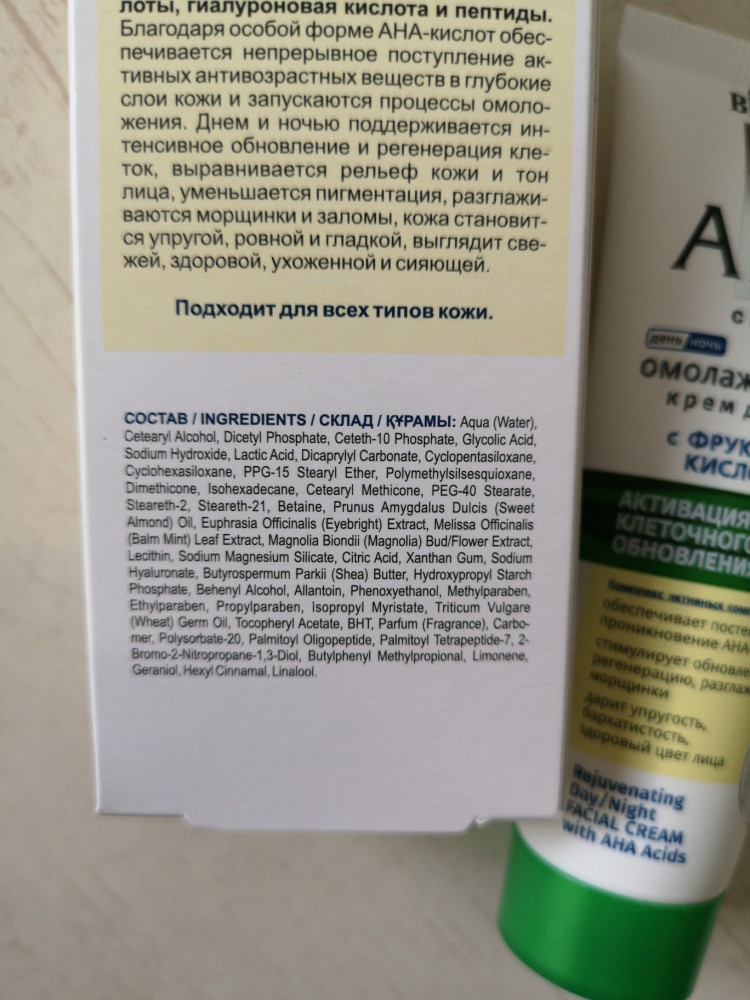 лоты, гиалуроновая кислота и пептиды.
Благодаря особой форме АНА-кислот обес-
печивается непрерывное поступление ак-
тивных антивозрастных веществ в глубокие
слои кожи и запускаются процессы омоло-
жения. Днем и ночью поддерживается ин-
тенсивное обновление и регенерация кле-
ток, выравнивается рельеф кожи и тон
лица, уменьшается пигментация, разглажи-
ваются морщинки и заломы, кожа становит-
ся упругой, ровной и гладкой, выглядит све-
жей, здоровой, ухоженной и сияющей.
Подходит для всех типов кожи.
СОСТАВ / INGREDIENTS / СКЛАД / ҚҰРАМЫ: Aqua (Water),
Cetearyl Alcohol, Dicetyl Phosphate, Ceteth-10 Phosphate, Glycolic Acid,
Sodium Hydroxide, Lactic Acid, Dicaprylyl Carbonate, Cyclopentasiloxane,
Cyclohexasiloxane, PPG-15 Stearyl Ether, Polymethylsilsesquioxane,
Dimethicone, Isohexadecane, Cetearyl Methicone, PEG-40 Stearate,
Steareth-2, Steareth-21, Betaine, Prunus Amygdalus Dulcis (Sweet
Almond) Oil, Euphrasia Officinalis (Eyebright) Extract, Melissa Officinalis
(Balm Mint) Leaf Extract, Magnolia Biondii (Magnolia) Bud/Flower Extract,
Lecithin, Sodium Magnesium Silicate, Citric Acid, Xanthan Gum, Sodium
Hyaluronate, Butyrospermum Parkii (Shea) Butter, Hydroxypropyl Starch
Phosphate, Behenyl Alcohol, Allantoin, Phenoxyethanol, Methylparaben,
Ethylparaben, Propylparaben, Isopropyl Myristate, Triticum Vulgare
(Wheat) Germ Oil, Tocopheryl Acetate, BHT, Parfum (Fragrance), Carbo-
mer, Polysorbate-20, Palmitoyl Oligopeptide, Palmitoyl Tetrapeptide-7, 2-
Bromo-2-Nitropropane-1,3-Diol, Butylphenyl Methylpropional, Limonene,
Geraniol, Hexyl Cinnamal, Linalool.
день ночь
крем
с ФРУК
КИСЛО
АКТИВАЦИЯ
КЛЕТОЧНОГО
ОБНОВЛЕНИЯ
Комплекс активных
обеспечивает
проникновение АНА
стимулирует
регенерацию,
морщинки
дарит упругость,
бархатистость,
здоровый цвет лица
Rejuvenating
Day/Night
FACIAL CREAM
with AHA Acids